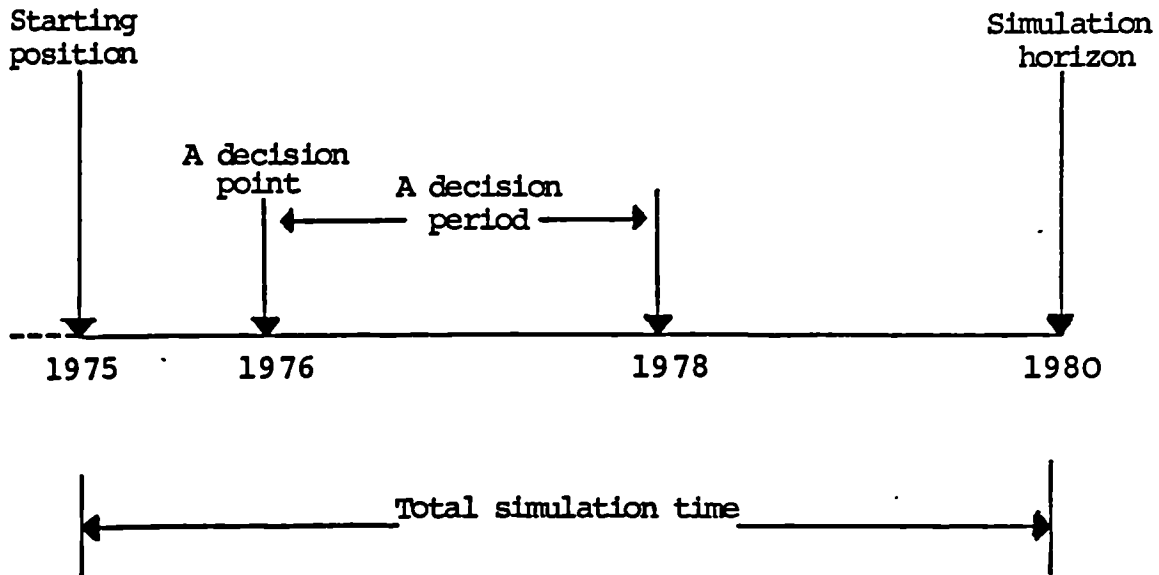 Starting
position
Simulation
horizon
A decision
point
A decision
period
1975
1976
1978
1980
Total simulation time